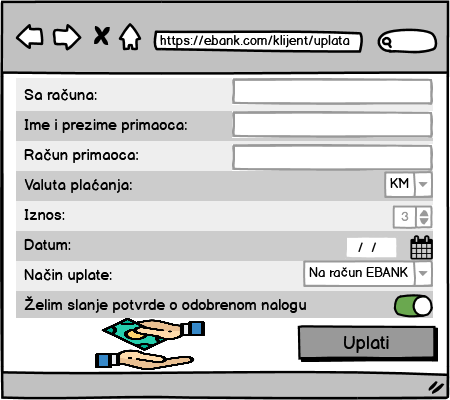 https://ebank.com/klijent/uplata
Sa računa:
Ime i prezime primaoca:
Račun primaoca:
Valuta plaćanja: KM
Iznos: 3
Datum: / /
Način uplate: Na račun EBANK
Želim slanje potvrde o odobrenom nalogu
Uplati